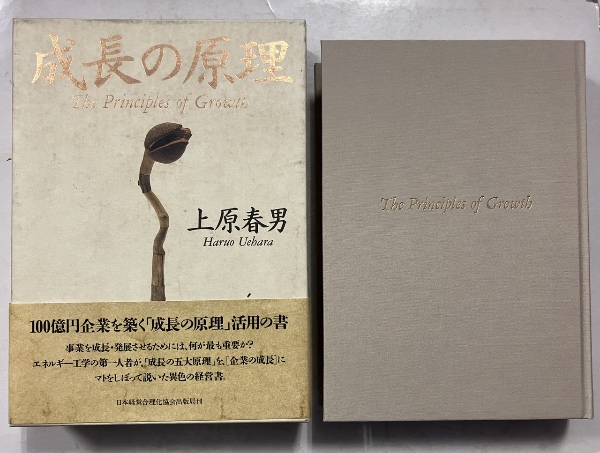 成長の原理
The Principles of Growth
上原春男
Haruo Uehara
100億円企業を築く「成長の原理」活用の書
事業を成長・発展させるためには、何が最も重要か?
エネルギー工学の第一人者が、「成長の五大原理」を、「企業の成長」に
マトをしぼって説いた異色の経営書。
日本経営合理化協会出版局刊
The Principles of Growth